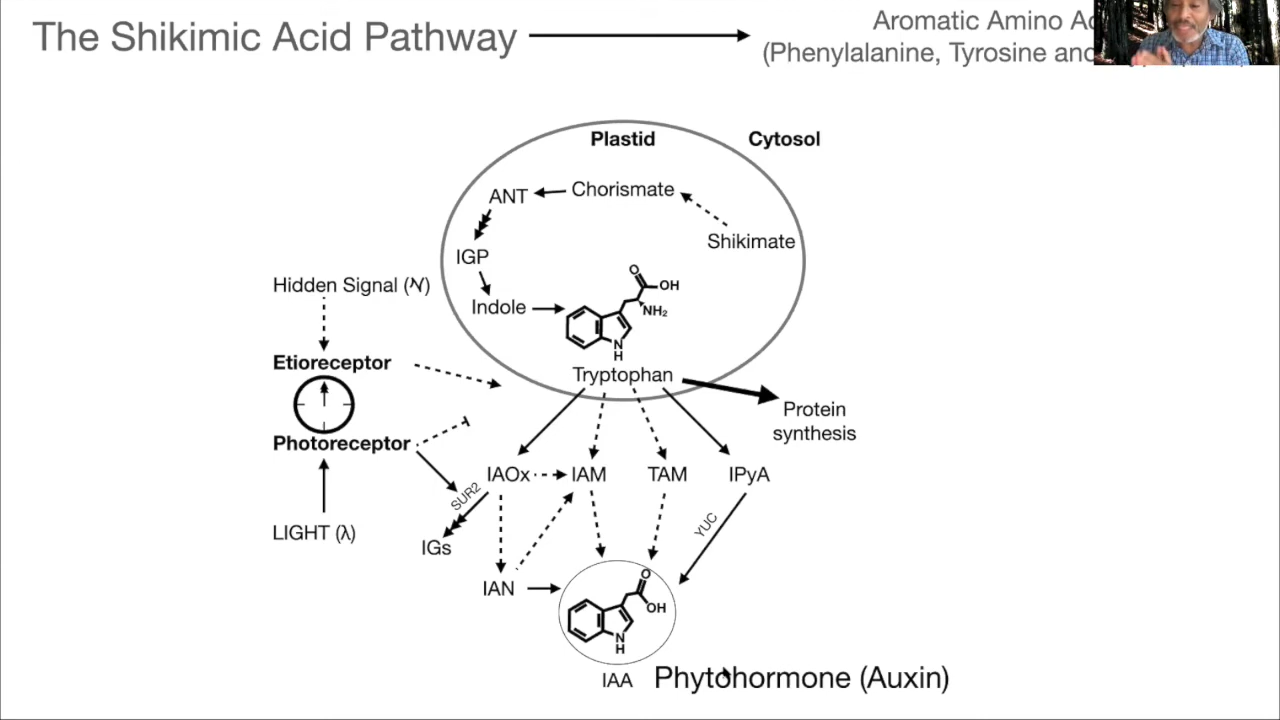 The Shikimic Acid Pathway
Aromatic Amino
(Phenylalanine, Tyrosine and
Plastid
Cytosol
ANT
Chorismate
Shikimate
IGP
Indole
O
OH
NH₂
N
H
Tryptophan
Hidden Signal
Etioreceptor
Photoreceptor
LIGHT (λ)
Protein
synthesis
IAOx
IAM
TAM
IPyA
SUR2
YUC
IGs
IAN
O
OH
N
H
IAA
Phytohormone (Auxin)